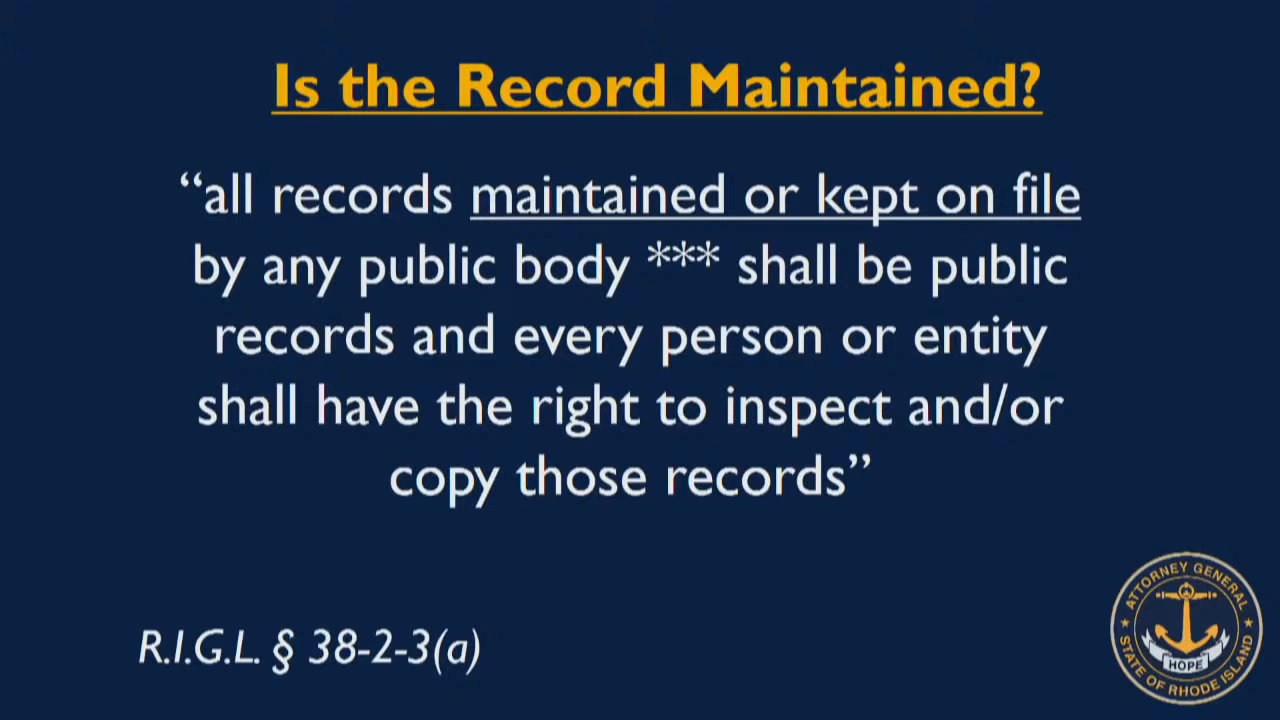 Is the Record Maintained?
“all records maintained or kept on file
by any public body *** shall be public
records and every person or entity
shall have the right to inspect and/or
copy those records”
R.I.G.L. § 38-2-3(a)
ATTORNEY GENERAL
HOPE
STATE OF RHODE ISLAND